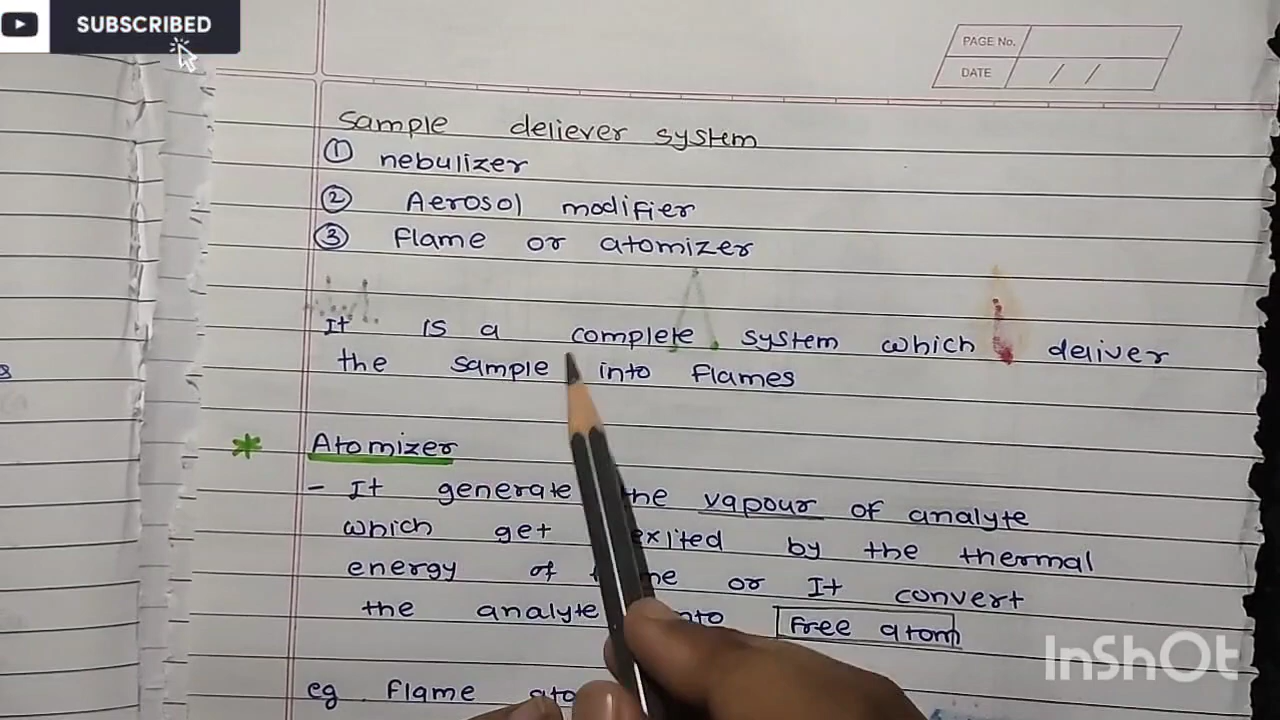 SUBSCRIBED
PAGE No.
DATE / /
Sample deliever system
① nebulizer
② Aerosol modifier
③ flame or atomizer
It is a complete system which deliver
the sample into flames
* Atomizer
- It generate the vapour of analyte
which get exited by the thermal
energy of or It convert
the analyte free atom
eg flame
InShOt